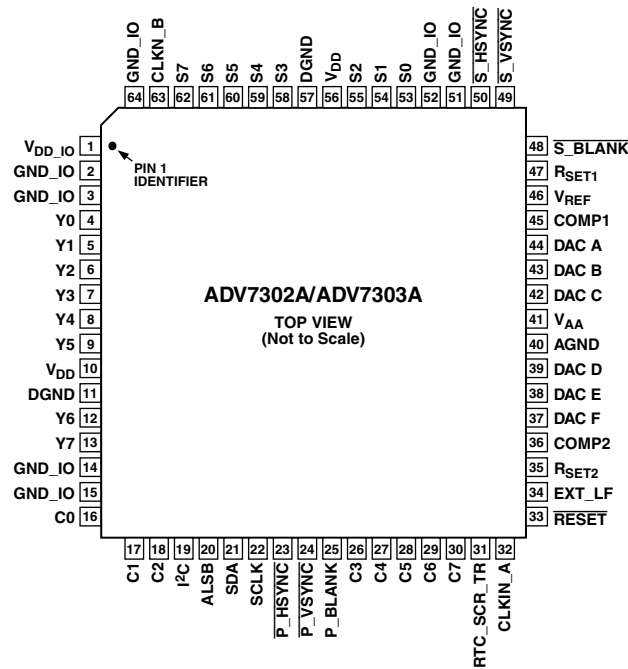 GND_IO
CLKN_B
S7
S6
S5
S4
S3
DGND
VDD
S2
S1
S0
GND_IO
GND_IO
S_HSYNC
S_VSYNC
64 63 62 61 60 59 58 57 56 55 54 53 52 51 50 49
VDD_IO 1
GND_IO 2
GND_IO 3
Y0 4
Y1 5
Y2 6
Y3 7
Y4 8
Y5 9
VDD 10
DGND 11
Y6 12
Y7 13
GND_IO 14
GND_IO 15
C0 16
PIN 1
IDENTIFIER
ADV7302A/ADV7303A
TOP VIEW
(Not to Scale)
48 S_BLANK
47 RSET1
46 VREF
45 COMP1
44 DAC A
43 DAC B
42 DAC C
41 VAA
40 AGND
39 DAC D
38 DAC E
37 DAC F
36 COMP2
35 RSET2
34 EXT_LF
33 RESET
17 18 19 20 21 22 23 24 25 26 27 28 29 30 31 32
C1
C2
I²C
ALSB
SDA
SCLK
P_HSYNC
P_VSYNC
P_BLANK
C3
C4
C5
C6
C7
RTC_SCR_TR
CLKIN_A